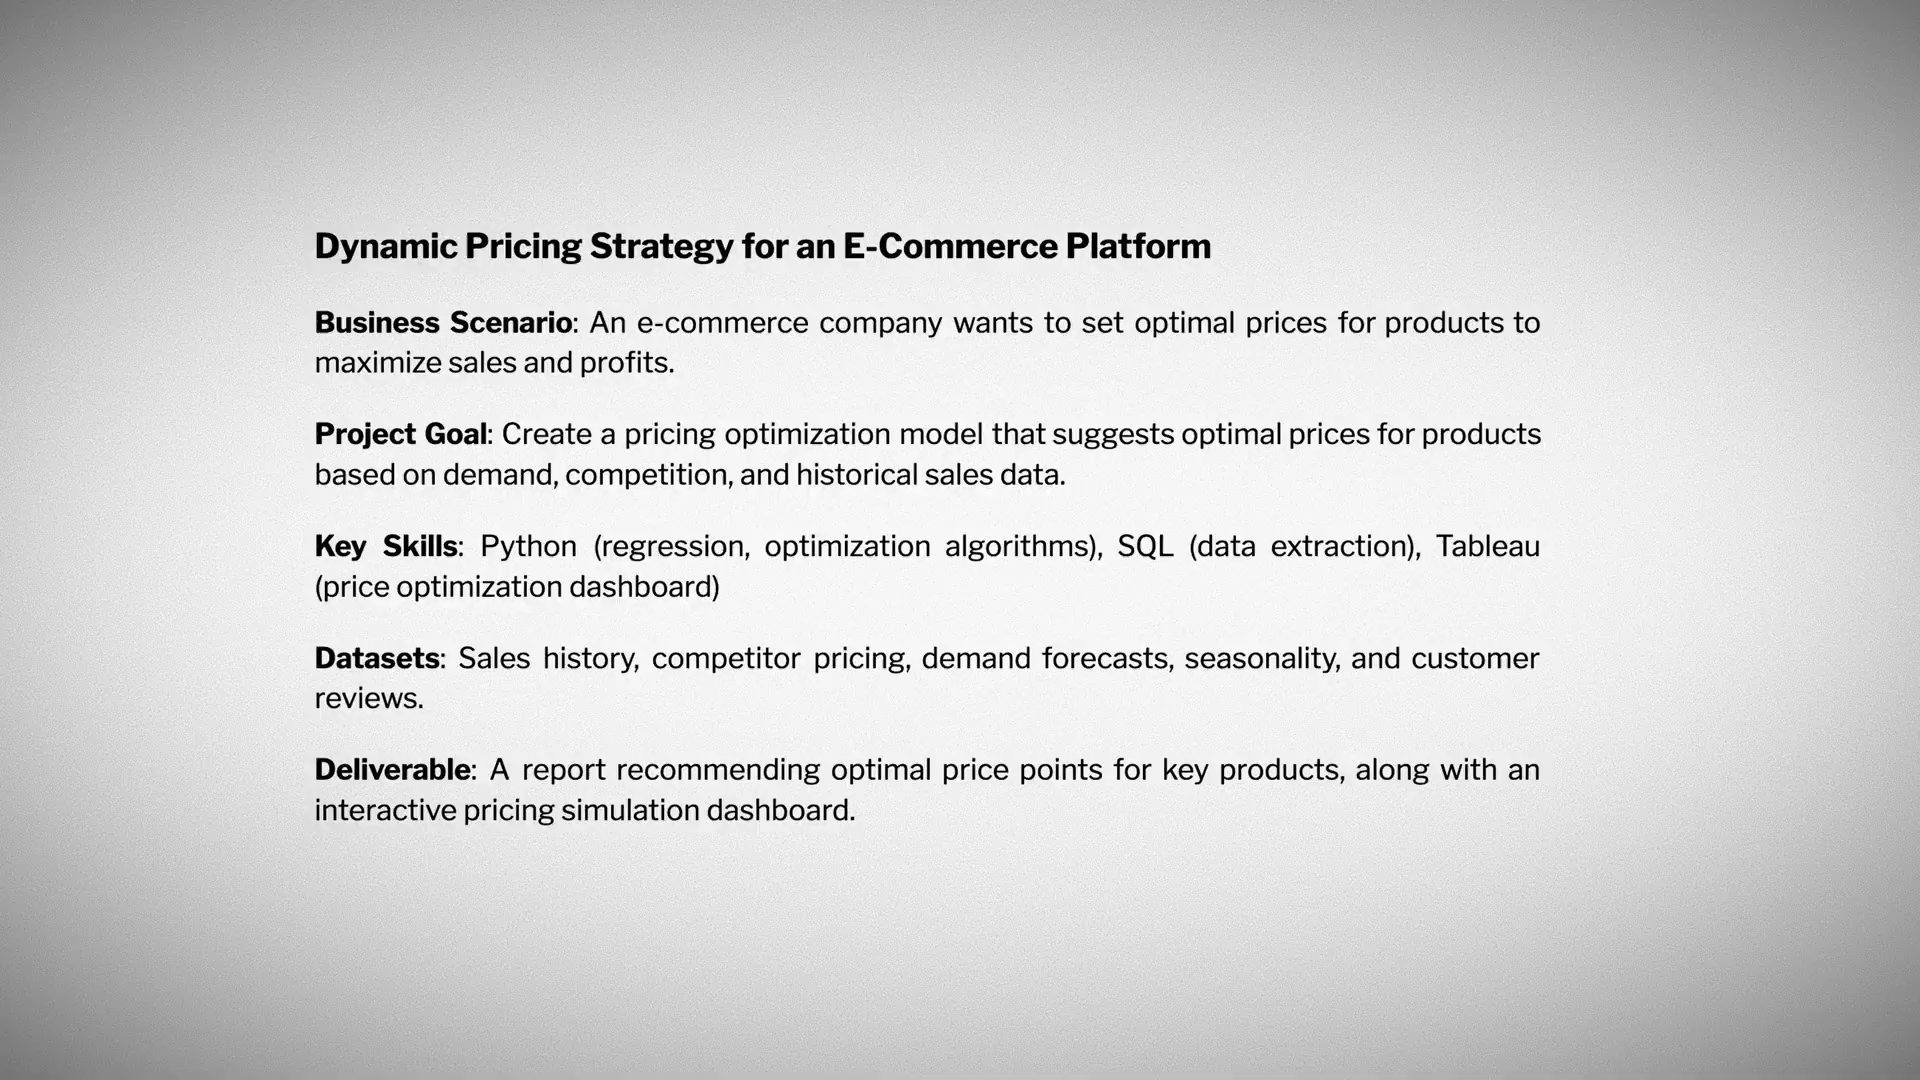 Dynamic Pricing Strategy for an E-Commerce Platform
Business Scenario: An e-commerce company wants to set optimal prices for products to
maximize sales and profits.
Project Goal: Create a pricing optimization model that suggests optimal prices for products
based on demand, competition, and historical sales data.
Key Skills: Python (regression, optimization algorithms), SQL (data extraction), Tableau
(price optimization dashboard)
Datasets: Sales history, competitor pricing, demand forecasts, seasonality, and customer
reviews.
Deliverable: A report recommending optimal price points for key products, along with an
interactive pricing simulation dashboard.